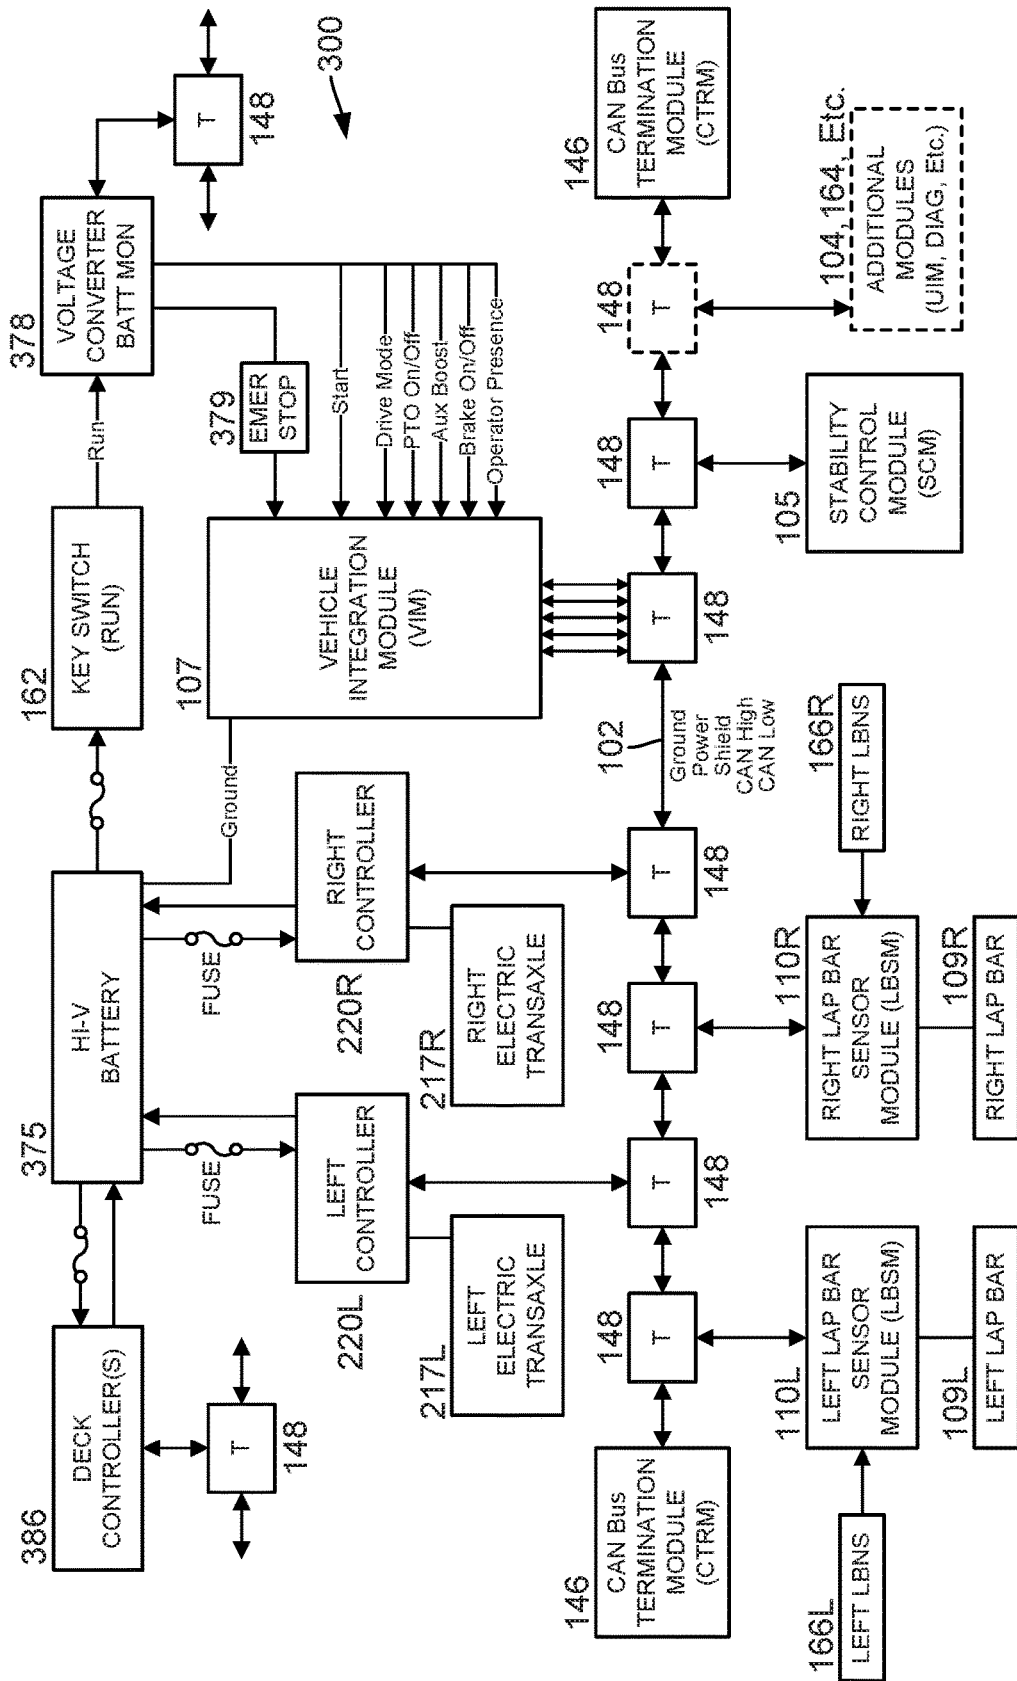 386
DECK
CONTROLLER(S)
T
148
375
HI-V
BATTERY
FUSE
FUSE
Ground
162
KEY SWITCH
(RUN)
Run
378
VOLTAGE
CONVERTER
BATT MON
T
148
300
379
EMER
STOP
Start
Drive Mode
PTO On/Off
Aux Boost
Brake On/Off
Operator Presence
107
VEHICLE
INTEGRATION
MODULE
(VIM)
220L
LEFT
CONTROLLER
217L
LEFT
ELECTRIC
TRANSAXLE
220R
RIGHT
CONTROLLER
217R
RIGHT
ELECTRIC
TRANSAXLE
146
CAN Bus
TERMINATION
MODULE
(CTRM)
148
T
T
148
148
T
T
148
102
Ground
Power
Shield
CAN High
CAN Low
T
148
148
T
148
T
146
CAN Bus
TERMINATION
MODULE
(CTRM)
166L
LEFT LBNS
110L
LEFT LAP BAR
SENSOR
MODULE (LBSM)
109L
LEFT LAP BAR
110R
RIGHT LAP BAR
SENSOR
MODULE (LBSM)
109R
RIGHT LAP BAR
166R
RIGHT LBNS
105
STABILITY
CONTROL
MODULE
(SCM)
104,164, Etc.
ADDITIONAL
MODULES
(UIM, DIAG, Etc.)